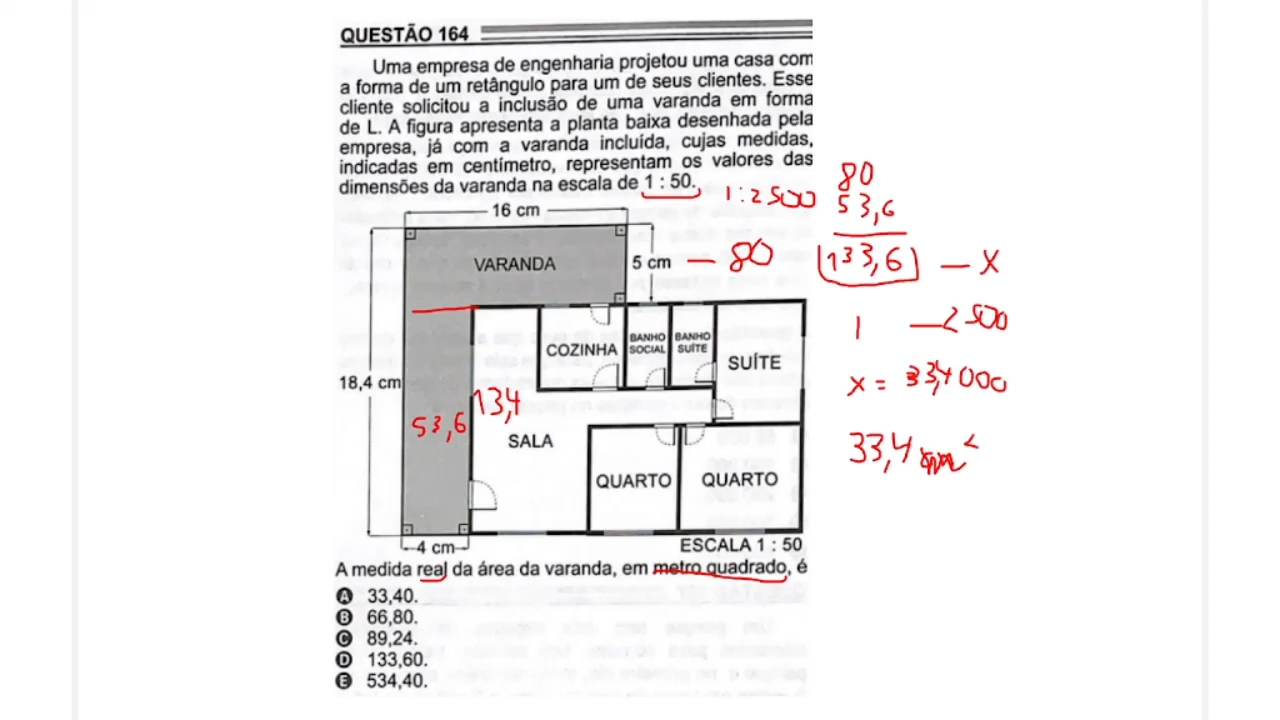 QUESTÃO 164
Uma empresa de engenharia projetou uma casa com
a forma de um retângulo para um de seus clientes. Esse
cliente solicitou a inclusão de uma varanda em forma
de L. A figura apresenta a planta baixa desenhada pela
empresa, já com a varanda incluída, cujas medidas,
indicadas em centímetro, representam os valores das
dimensões da varanda na escala de 1 : 50.
1:2500
80
53,6
133,6 — X
1 — 2500
x = 334000
33,4
16 cm
VARANDA
5 cm — 80
COZINHA
BANHO
SOCIAL
BANHO
SUÍTE
SUÍTE
18,4 cm
13,4
53,6
SALA
QUARTO
QUARTO
4 cm
ESCALA 1 : 50
A medida real da área da varanda, em metro quadrado, é
A 33,40.
B 66,80.
C 89,24.
D 133,60.
E 534,40.